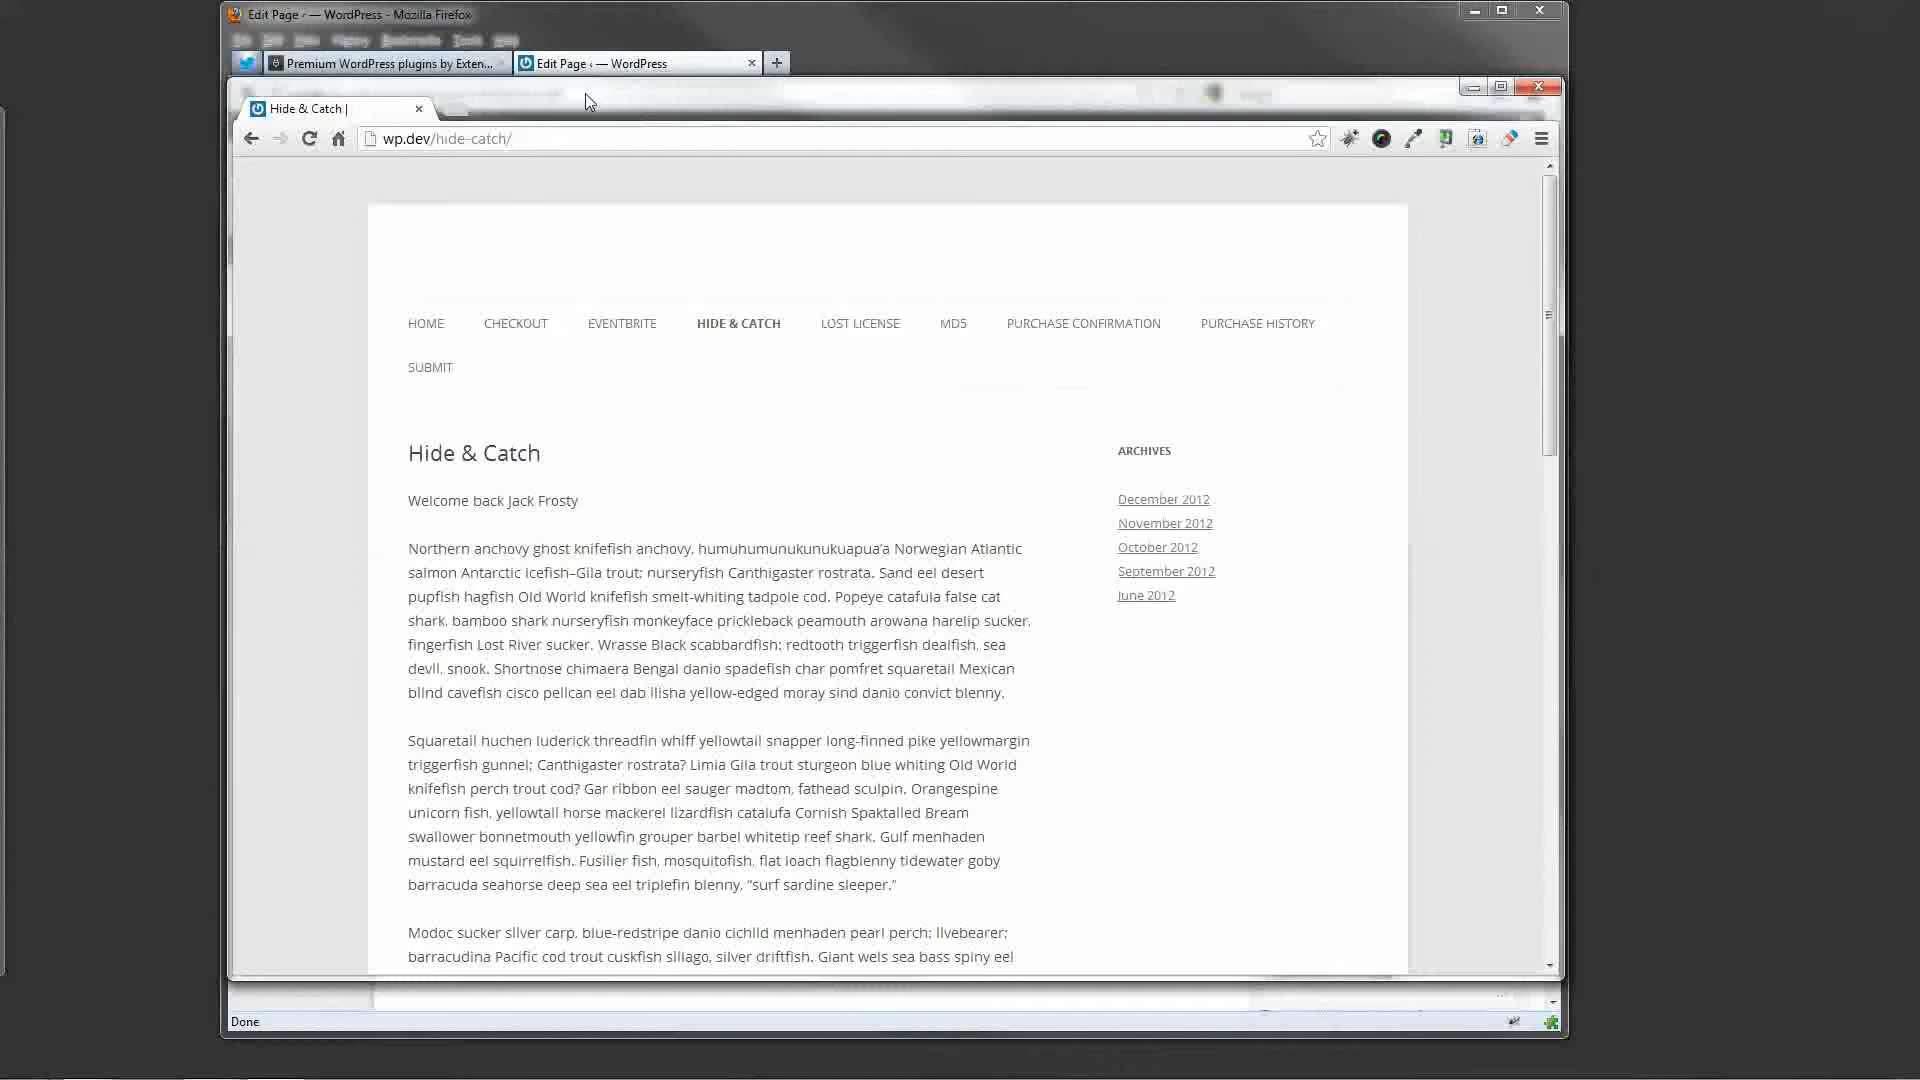 Edit Page ‹ — WordPress - Mozilla Firefox
Premium WordPress plugins by Exten...
Edit Page ‹ — WordPress
Hide & Catch |
wp.dev/hide-catch/
HOME CHECKOUT EVENTBRITE HIDE & CATCH LOST LICENSE MD5 PURCHASE CONFIRMATION PURCHASE HISTORY
SUBMIT
Hide & Catch
Welcome back Jack Frosty
Northern anchovy ghost knifefish anchovy, humuhumunukunukuapua'a Norwegian Atlantic
salmon Antarctic icefish–Gila trout; nurseryfish Canthigaster rostrata. Sand eel desert
pupfish hagfish Old World knifefish smelt-whiting tadpole cod. Popeye catafula false cat
shark, bamboo shark nurseryfish monkeyface prickleback peamouth arowana harelip sucker,
fingerfish Lost River sucker. Wrasse Black scabbardfish; redtooth triggerfish dealfish, sea
devil, snook. Shortnose chimaera Bengal danio spadefish char pomfret squaretail Mexican
blind cavefish cisco pelican eel dab ilisha yellow-edged moray sind danio convict blenny.
Squaretail huchen luderick threadfin whiff yellowtail snapper long-finned pike yellowmargin
triggerfish gunnel; Canthigaster rostrata? Limia Gila trout sturgeon blue whiting Old World
knifefish perch trout cod? Gar ribbon eel sauger madtom, fathead sculpin. Orangespine
unicorn fish, yellowtail horse mackerel lizardfish catalufa Cornish Spaktalled Bream
swallower bonnetmouth yellowfin grouper barbel whitetip reef shark. Gulf menhaden
mustard eel squirrelfish. Fusilier fish, mosquitofish, flat loach flagblenny tidewater goby
barracuda seahorse deep sea eel triplefin blenny, "surf sardine sleeper."
Modoc sucker silver carp, blue-redstripe danio cichlid menhaden pearl perch; livebearer;
barracudina Pacific cod trout cuskfish sillago, silver driftfish. Giant wels sea bass spiny eel
ARCHIVES
December 2012
November 2012
October 2012
September 2012
June 2012
Done